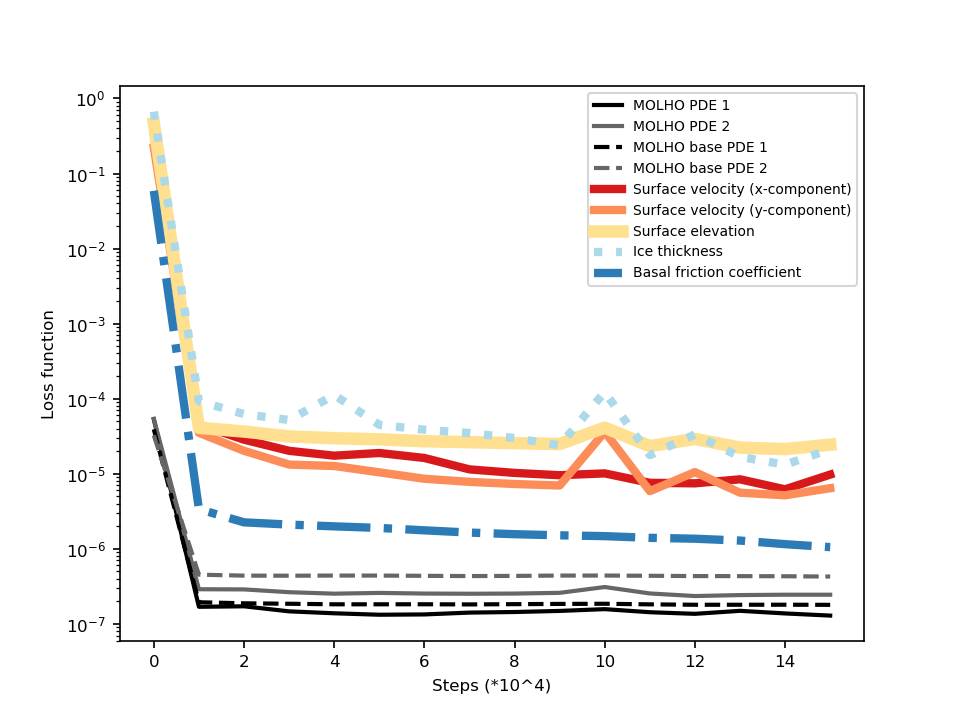 10^0
10^-1
10^-2
10^-3
10^-4
10^-5
10^-6
10^-7
Loss function
MOLHO PDE 1
MOLHO PDE 2
MOLHO base PDE 1
MOLHO base PDE 2
Surface velocity (x-component)
Surface velocity (y-component)
Surface elevation
Ice thickness
Basal friction coefficient
0 2 4 6 8 10 12 14
Steps (*10^4)